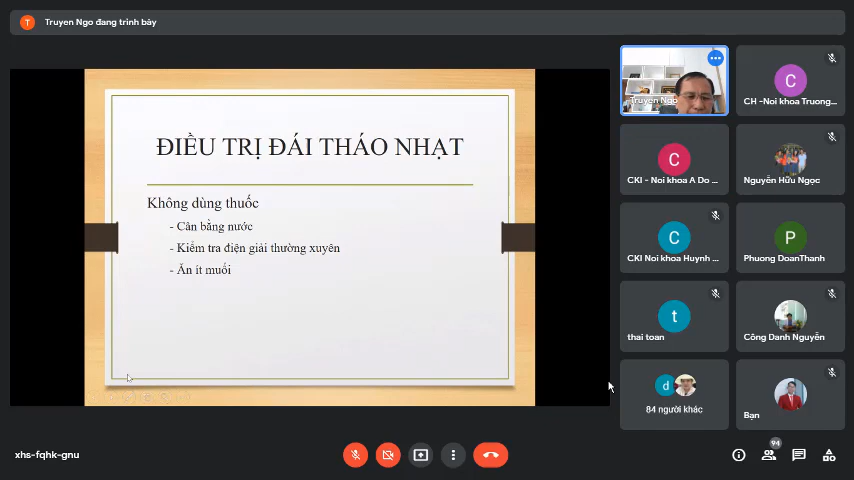 T
Truyen Ngo đang trình bày
ĐIỀU TRỊ ĐÁI THÁO NHẠT
Không dùng thuốc
- Cân bằng nước
- Kiểm tra điện giải thường xuyên
- Ăn ít muối
Truyen Ngo
C
CH -Noi khoa Truong...
C
CKI - Noi khoa A Do ...
Nguyễn Hữu Ngọc
C
CKI Noi khoa Huynh ...
P
Phuong DoanThanh
t
thai toan
Công Danh Nguyễn
d
84 người khác
Bạn
xhs-fqhk-gnu
94